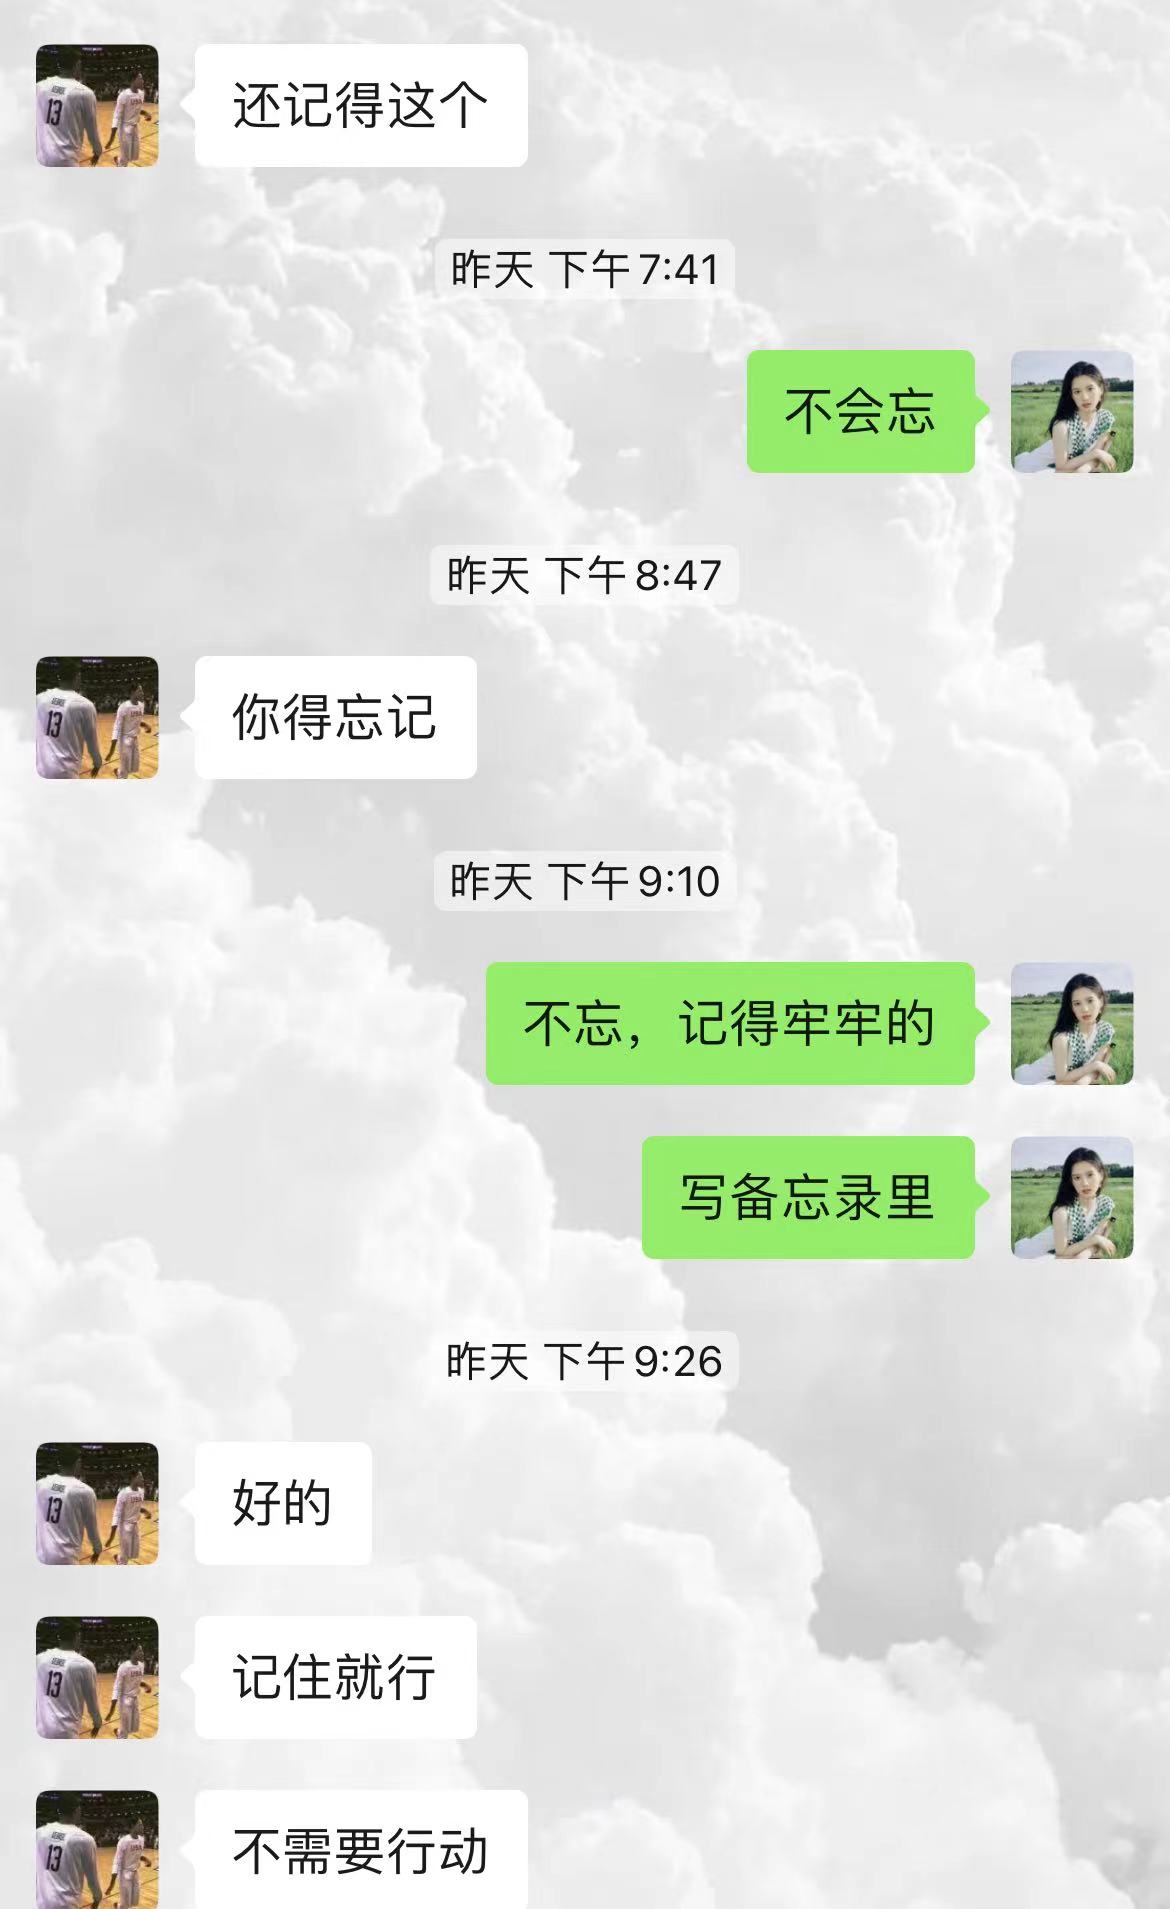 还记得这个
昨天 下午7:41
不会忘
昨天 下午8:47
你得忘记
昨天 下午9:10
不忘，记得牢牢的
写备忘录里
昨天 下午9:26
好的
记住就行
不需要行动